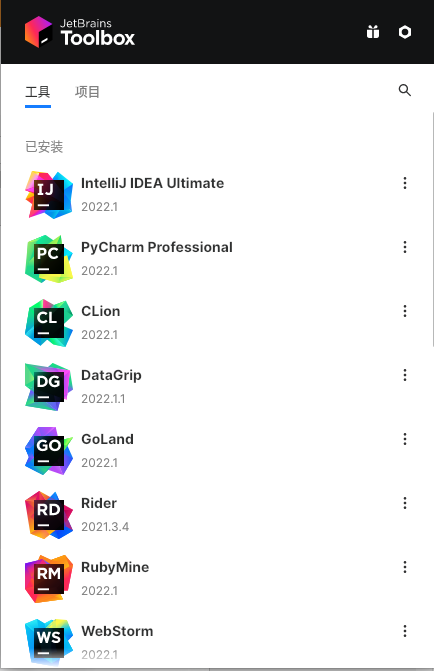 JetBrains
Toolbox
工具 项目
已安装
IJ
IntelliJ IDEA Ultimate
2022.1
PC
PyCharm Professional
2022.1
CL
CLion
2022.1
DG
DataGrip
2022.1.1
GO
GoLand
2022.1
RD
Rider
2021.3.4
RM
RubyMine
2022.1
WS
WebStorm
2022.1